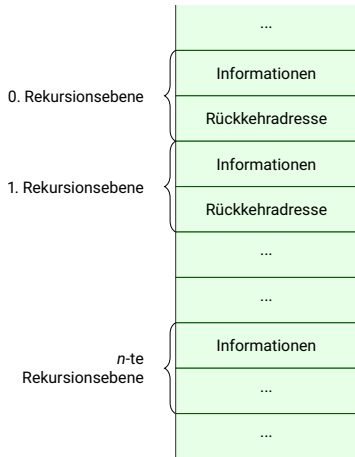 ...
Informationen
0. Rekursionsebene
Rückkehradresse
Informationen
1. Rekursionsebene
Rückkehradresse
...
...
Informationen
n-te
Rekursionsebene
...
...